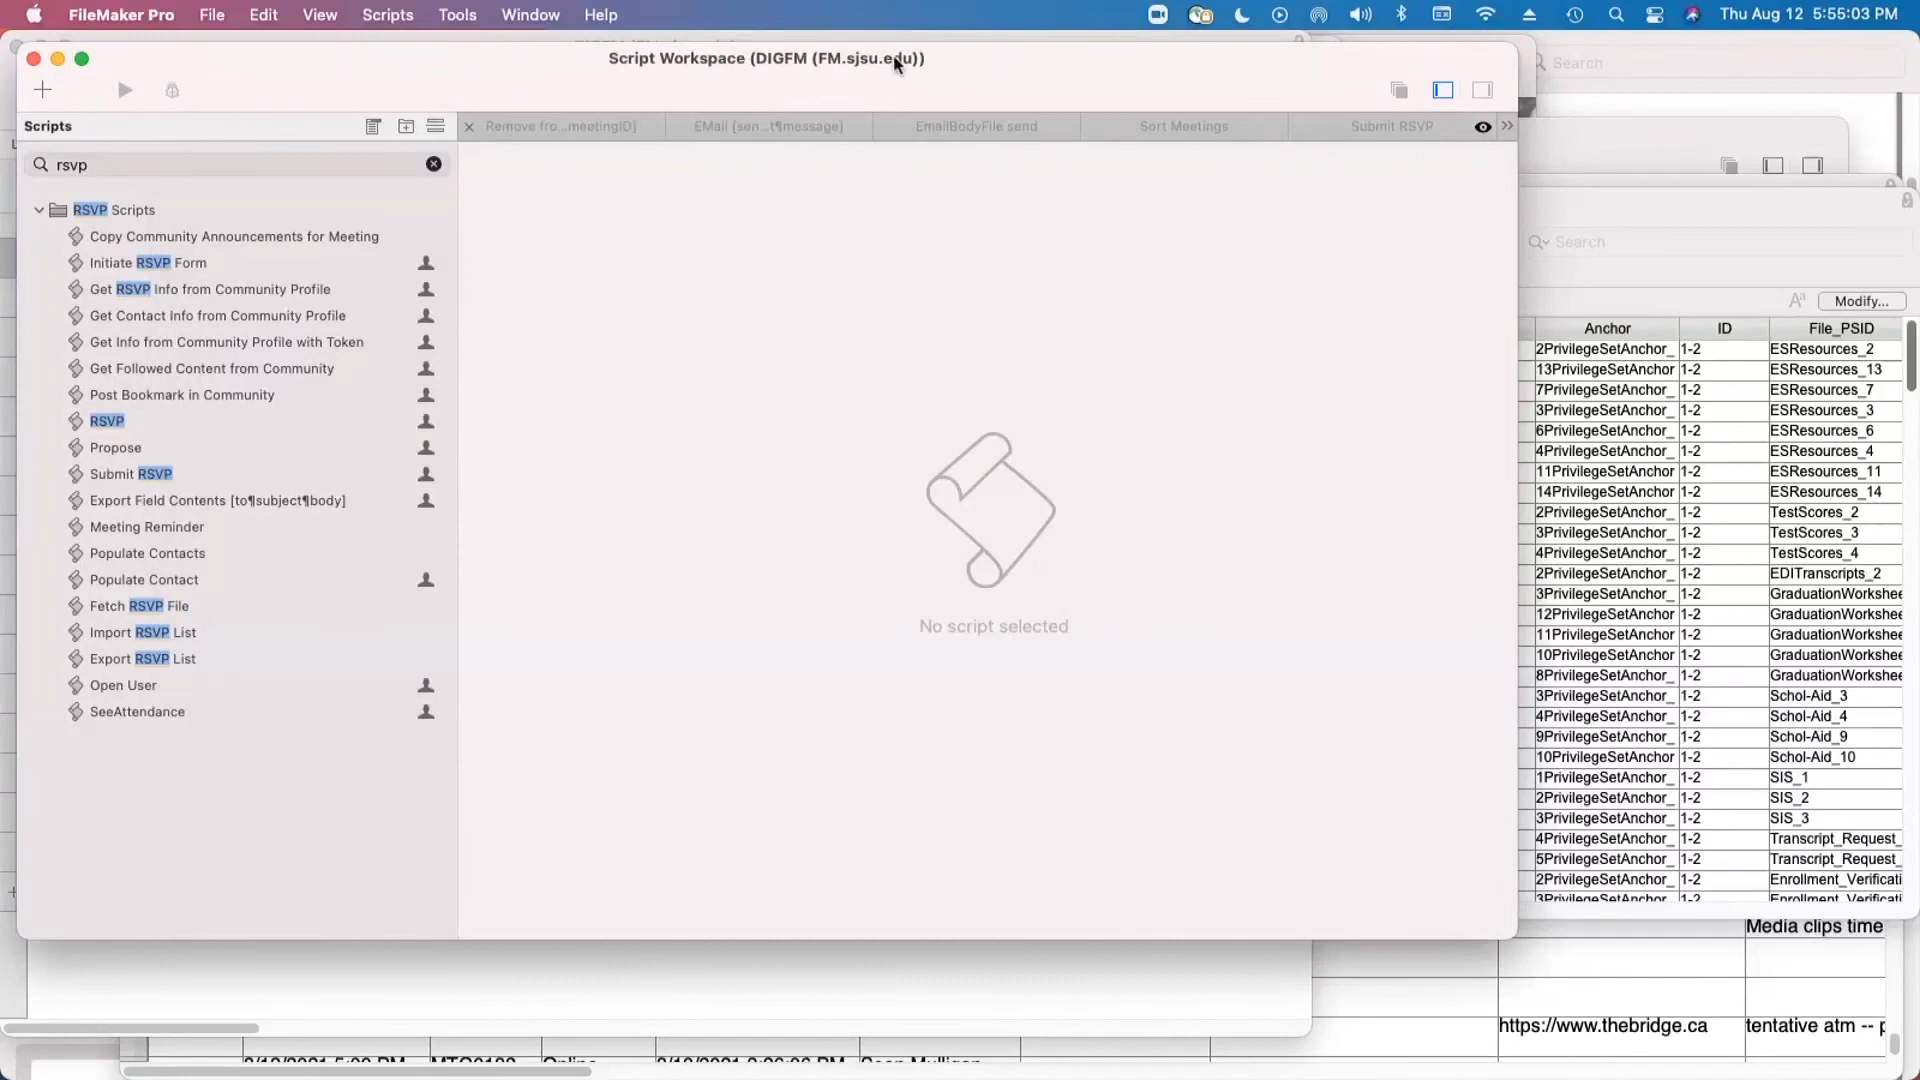 FileMaker Pro File Edit View Scripts Tools Window Help Thu Aug 12 5:55:03 PM
Script Workspace (DIGFM (FM.sjsu.edu))
Search
Scripts
Remove fro...meetingID] EMail [sen...t¶message] EmailBodyFile send Sort Meetings Submit RSVP
rsvp
RSVP Scripts
Copy Community Announcements for Meeting
Initiate RSVP Form
Get RSVP Info from Community Profile
Get Contact Info from Community Profile
Get Info from Community Profile with Token
Get Followed Content from Community
Post Bookmark in Community
RSVP
Propose
Submit RSVP
Export Field Contents [to¶subject¶body]
Meeting Reminder
Populate Contacts
Populate Contact
Fetch RSVP File
Import RSVP List
Export RSVP List
Open User
SeeAttendance
No script selected
Search
Modify...
Anchor ID File_PSID
2PrivilegeSetAnchor_ 1-2 ESResources_2
13PrivilegeSetAnchor 1-2 ESResources_13
7PrivilegeSetAnchor_ 1-2 ESResources_7
3PrivilegeSetAnchor_ 1-2 ESResources_3
6PrivilegeSetAnchor_ 1-2 ESResources_6
4PrivilegeSetAnchor_ 1-2 ESResources_4
11PrivilegeSetAnchor 1-2 ESResources_11
14PrivilegeSetAnchor 1-2 ESResources_14
2PrivilegeSetAnchor_ 1-2 TestScores_2
3PrivilegeSetAnchor_ 1-2 TestScores_3
4PrivilegeSetAnchor_ 1-2 TestScores_4
2PrivilegeSetAnchor_ 1-2 EDITranscripts_2
3PrivilegeSetAnchor_ 1-2 GraduationWorkshee
12PrivilegeSetAnchor 1-2 GraduationWorkshee
11PrivilegeSetAnchor 1-2 GraduationWorkshee
10PrivilegeSetAnchor 1-2 GraduationWorkshee
8PrivilegeSetAnchor_ 1-2 GraduationWorkshee
3PrivilegeSetAnchor_ 1-2 Schol-Aid_3
4PrivilegeSetAnchor_ 1-2 Schol-Aid_4
9PrivilegeSetAnchor_ 1-2 Schol-Aid_9
10PrivilegeSetAnchor 1-2 Schol-Aid_10
1PrivilegeSetAnchor_ 1-2 SIS_1
2PrivilegeSetAnchor_ 1-2 SIS_2
3PrivilegeSetAnchor_ 1-2 SIS_3
4PrivilegeSetAnchor_ 1-2 Transcript_Request_
5PrivilegeSetAnchor_ 1-2 Transcript_Request_
2PrivilegeSetAnchor_ 1-2 Enrollment_Verificati
3PrivilegeSetAnchor_ 1-2 Enrollment_Verificati
Media clips time
https://www.thebridge.ca tentative atm -- p
Online Sean Mulligan